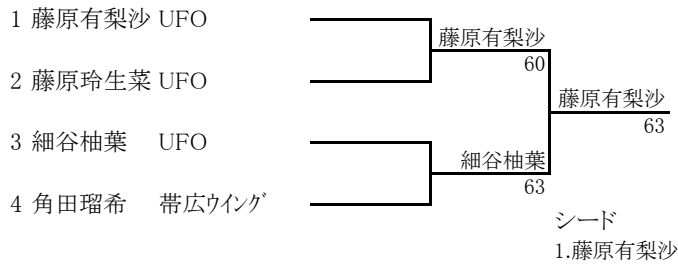 1 藤原有梨沙 UFO
藤原有梨沙
60
2 藤原玲生菜 UFO
藤原有梨沙
63
3 細谷柚葉 UFO
細谷柚葉
63
4 角田瑠希 帯広ｳｲﾝｸﾞ
シード
1.藤原有梨沙